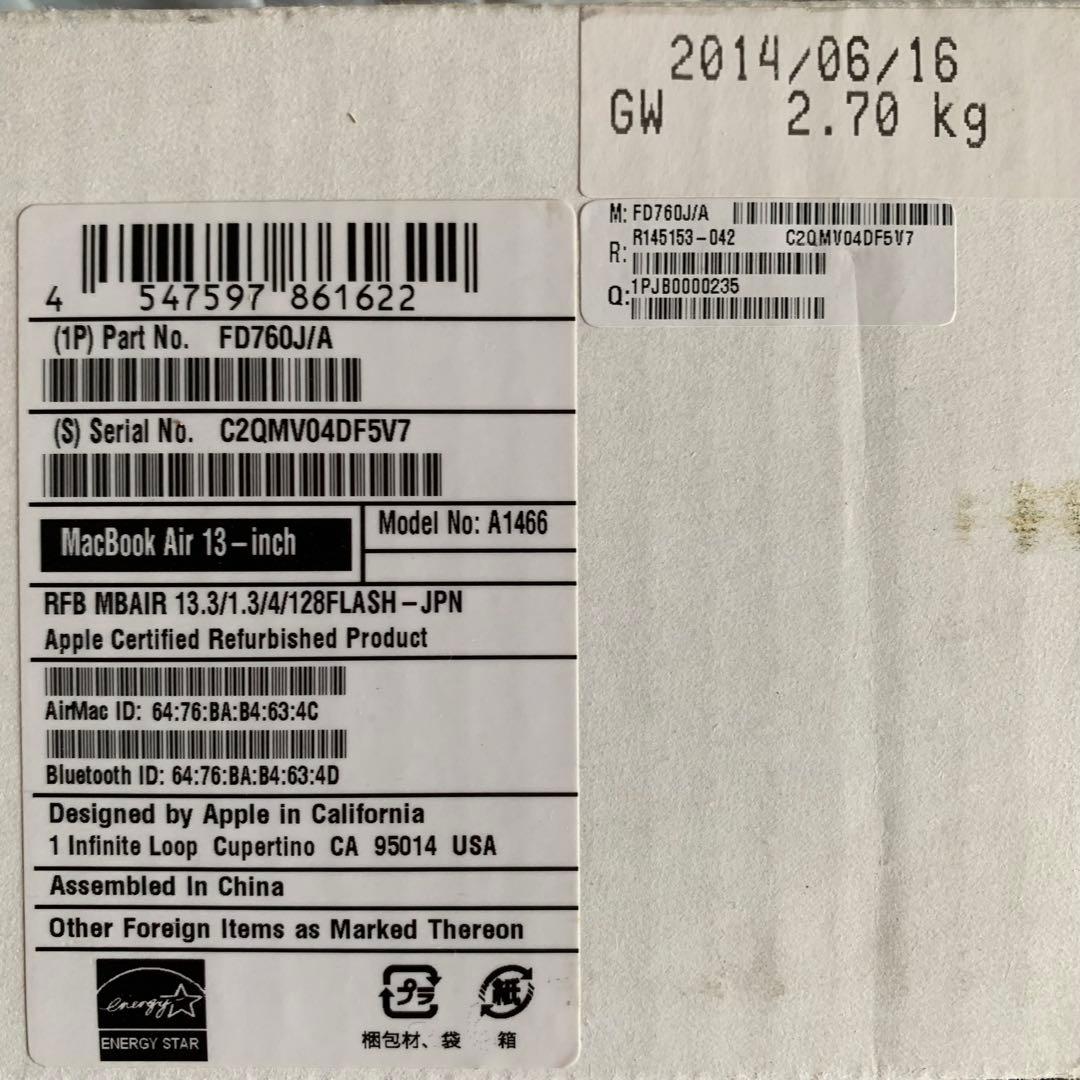 2014/06/16
GW 2.70 kg
M: FD760J/A
R: R145153-042 C2QMV04DF5V7
Q: 1PJB0000235
4 547597 861622
(1P) Part No. FD760J/A
(S) Serial No. C2QMV04DF5V7
MacBook Air 13-inch
Model No: A1466
RFB MBAIR 13.3/1.3/4/128FLASH-JPN
Apple Certified Refurbished Product
AirMac ID: 64:76:BA:B4:63:4C
Bluetooth ID: 64:76:BA:B4:63:4D
Designed by Apple in California
1 Infinite Loop Cupertino CA 95014 USA
Assembled In China
Other Foreign Items as Marked Thereon
energy
ENERGY STAR
プラ
紙
梱包材、袋
箱